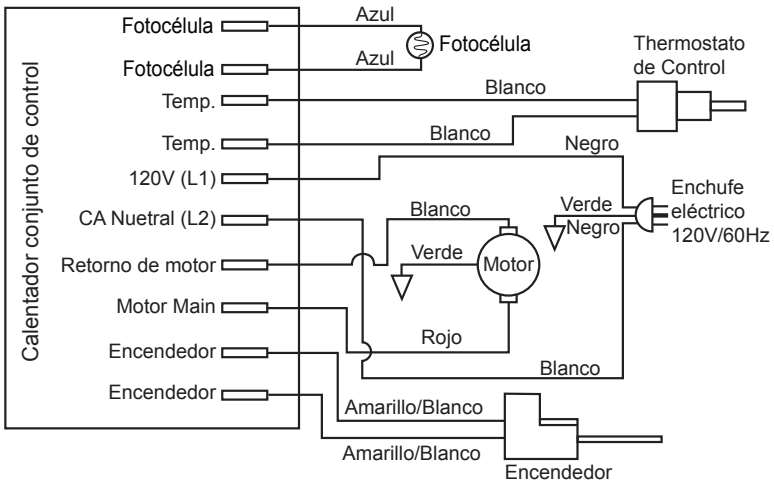 Calentador conjunto de control
Fotocélula
Azul
Fotocélula
Fotocélula
Azul
Temp.
Blanco
Thermostato
de Control
Temp.
Blanco
120V (L1)
Negro
CA Nuetral (L2)
Blanco
Verde
Negro
Enchufe
eléctrico
120V/60Hz
Retorno de motor
Verde
Motor
Motor Main
Rojo
Encendedor
Blanco
Encendedor
Amarillo/Blanco
Amarillo/Blanco
Encendedor